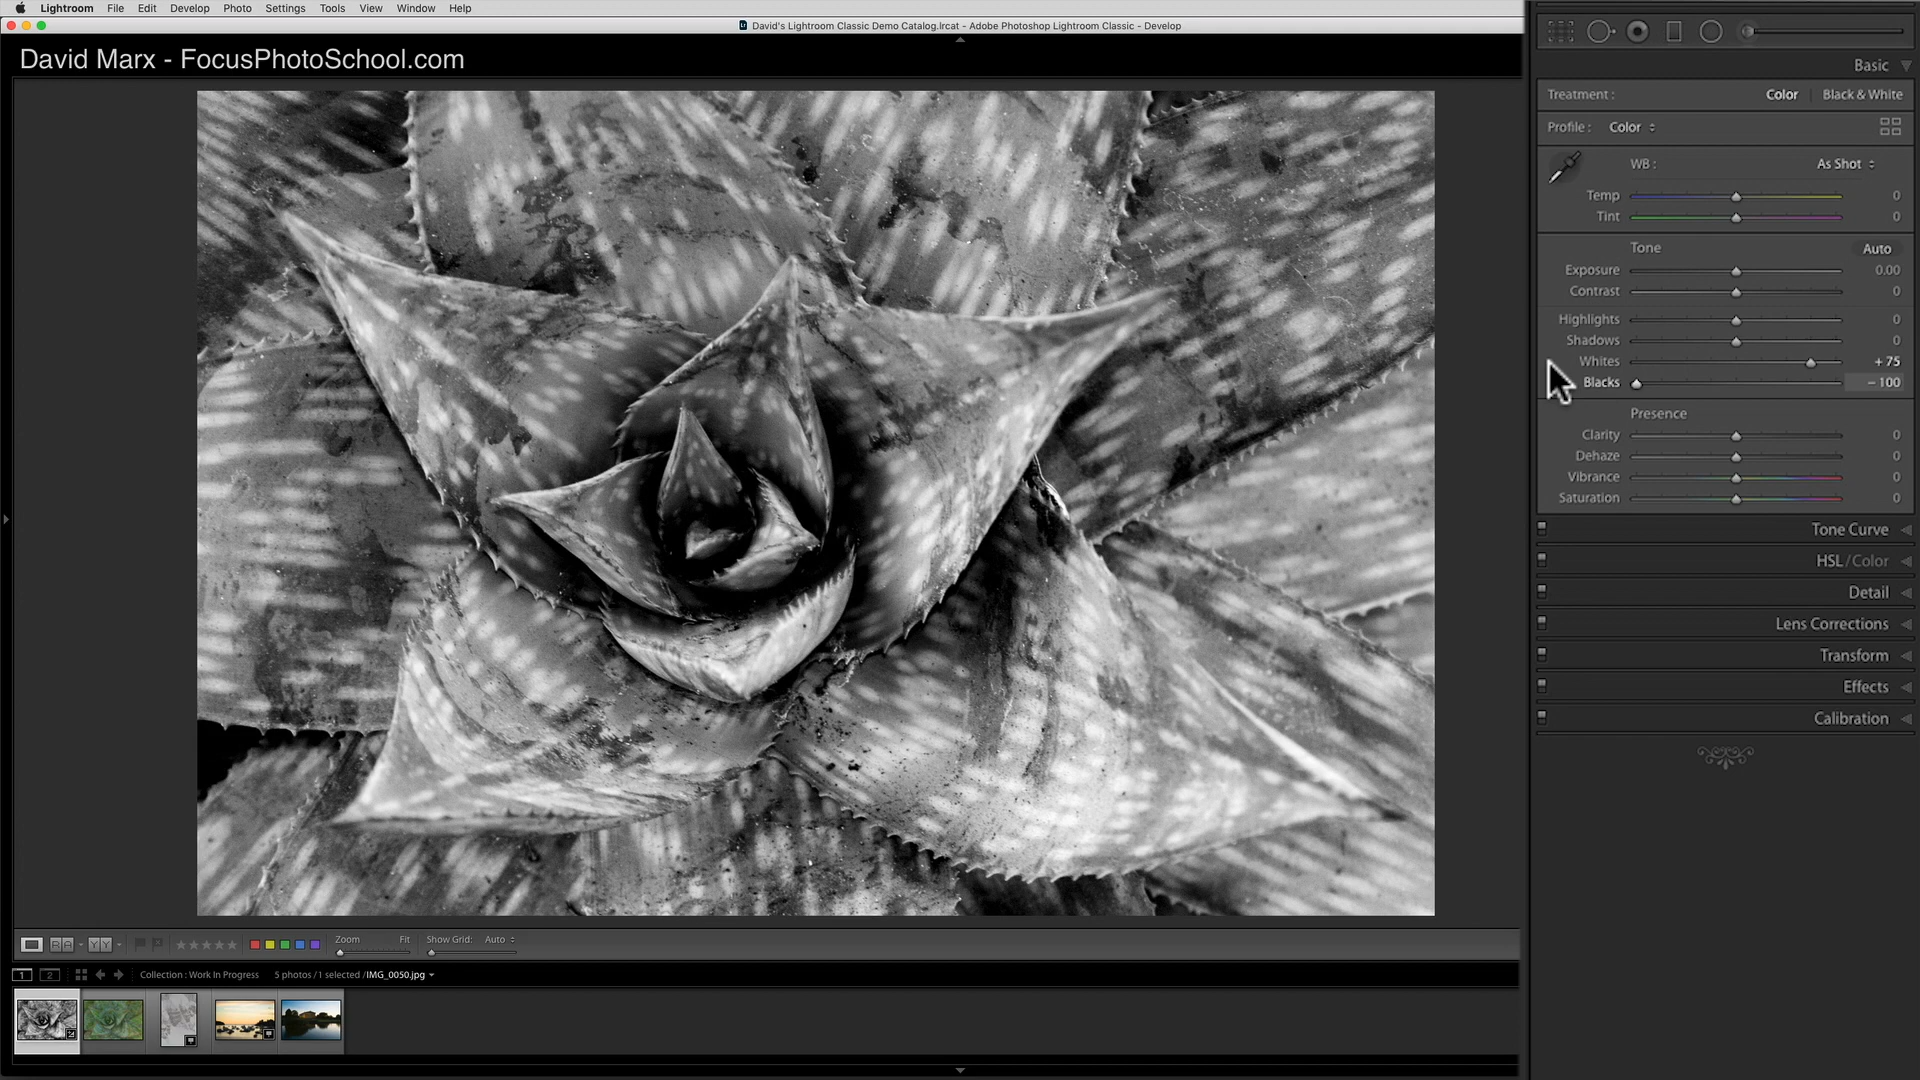 Lightroom File Edit Develop Photo Settings Tools View Window Help
David's Lightroom Classic Demo Catalog.lrcat - Adobe Photoshop Lightroom Classic - Develop
David Marx - FocusPhotoSchool.com
Basic
Treatment : Color Black & White
Profile : Color
WB : As Shot
Temp 0
Tint 0
Tone Auto
Exposure 0.00
Contrast 0
Highlights 0
Shadows 0
Whites + 75
Blacks – 100
Presence
Clarity 0
Dehaze 0
Vibrance 0
Saturation 0
Tone Curve
HSL / Color
Detail
Lens Corrections
Transform
Effects
Calibration
R A Y Y Zoom Fit Show Grid: Auto
1 2 Collection : Work In Progress 5 photos / 1 selected / IMG_0050.jpg